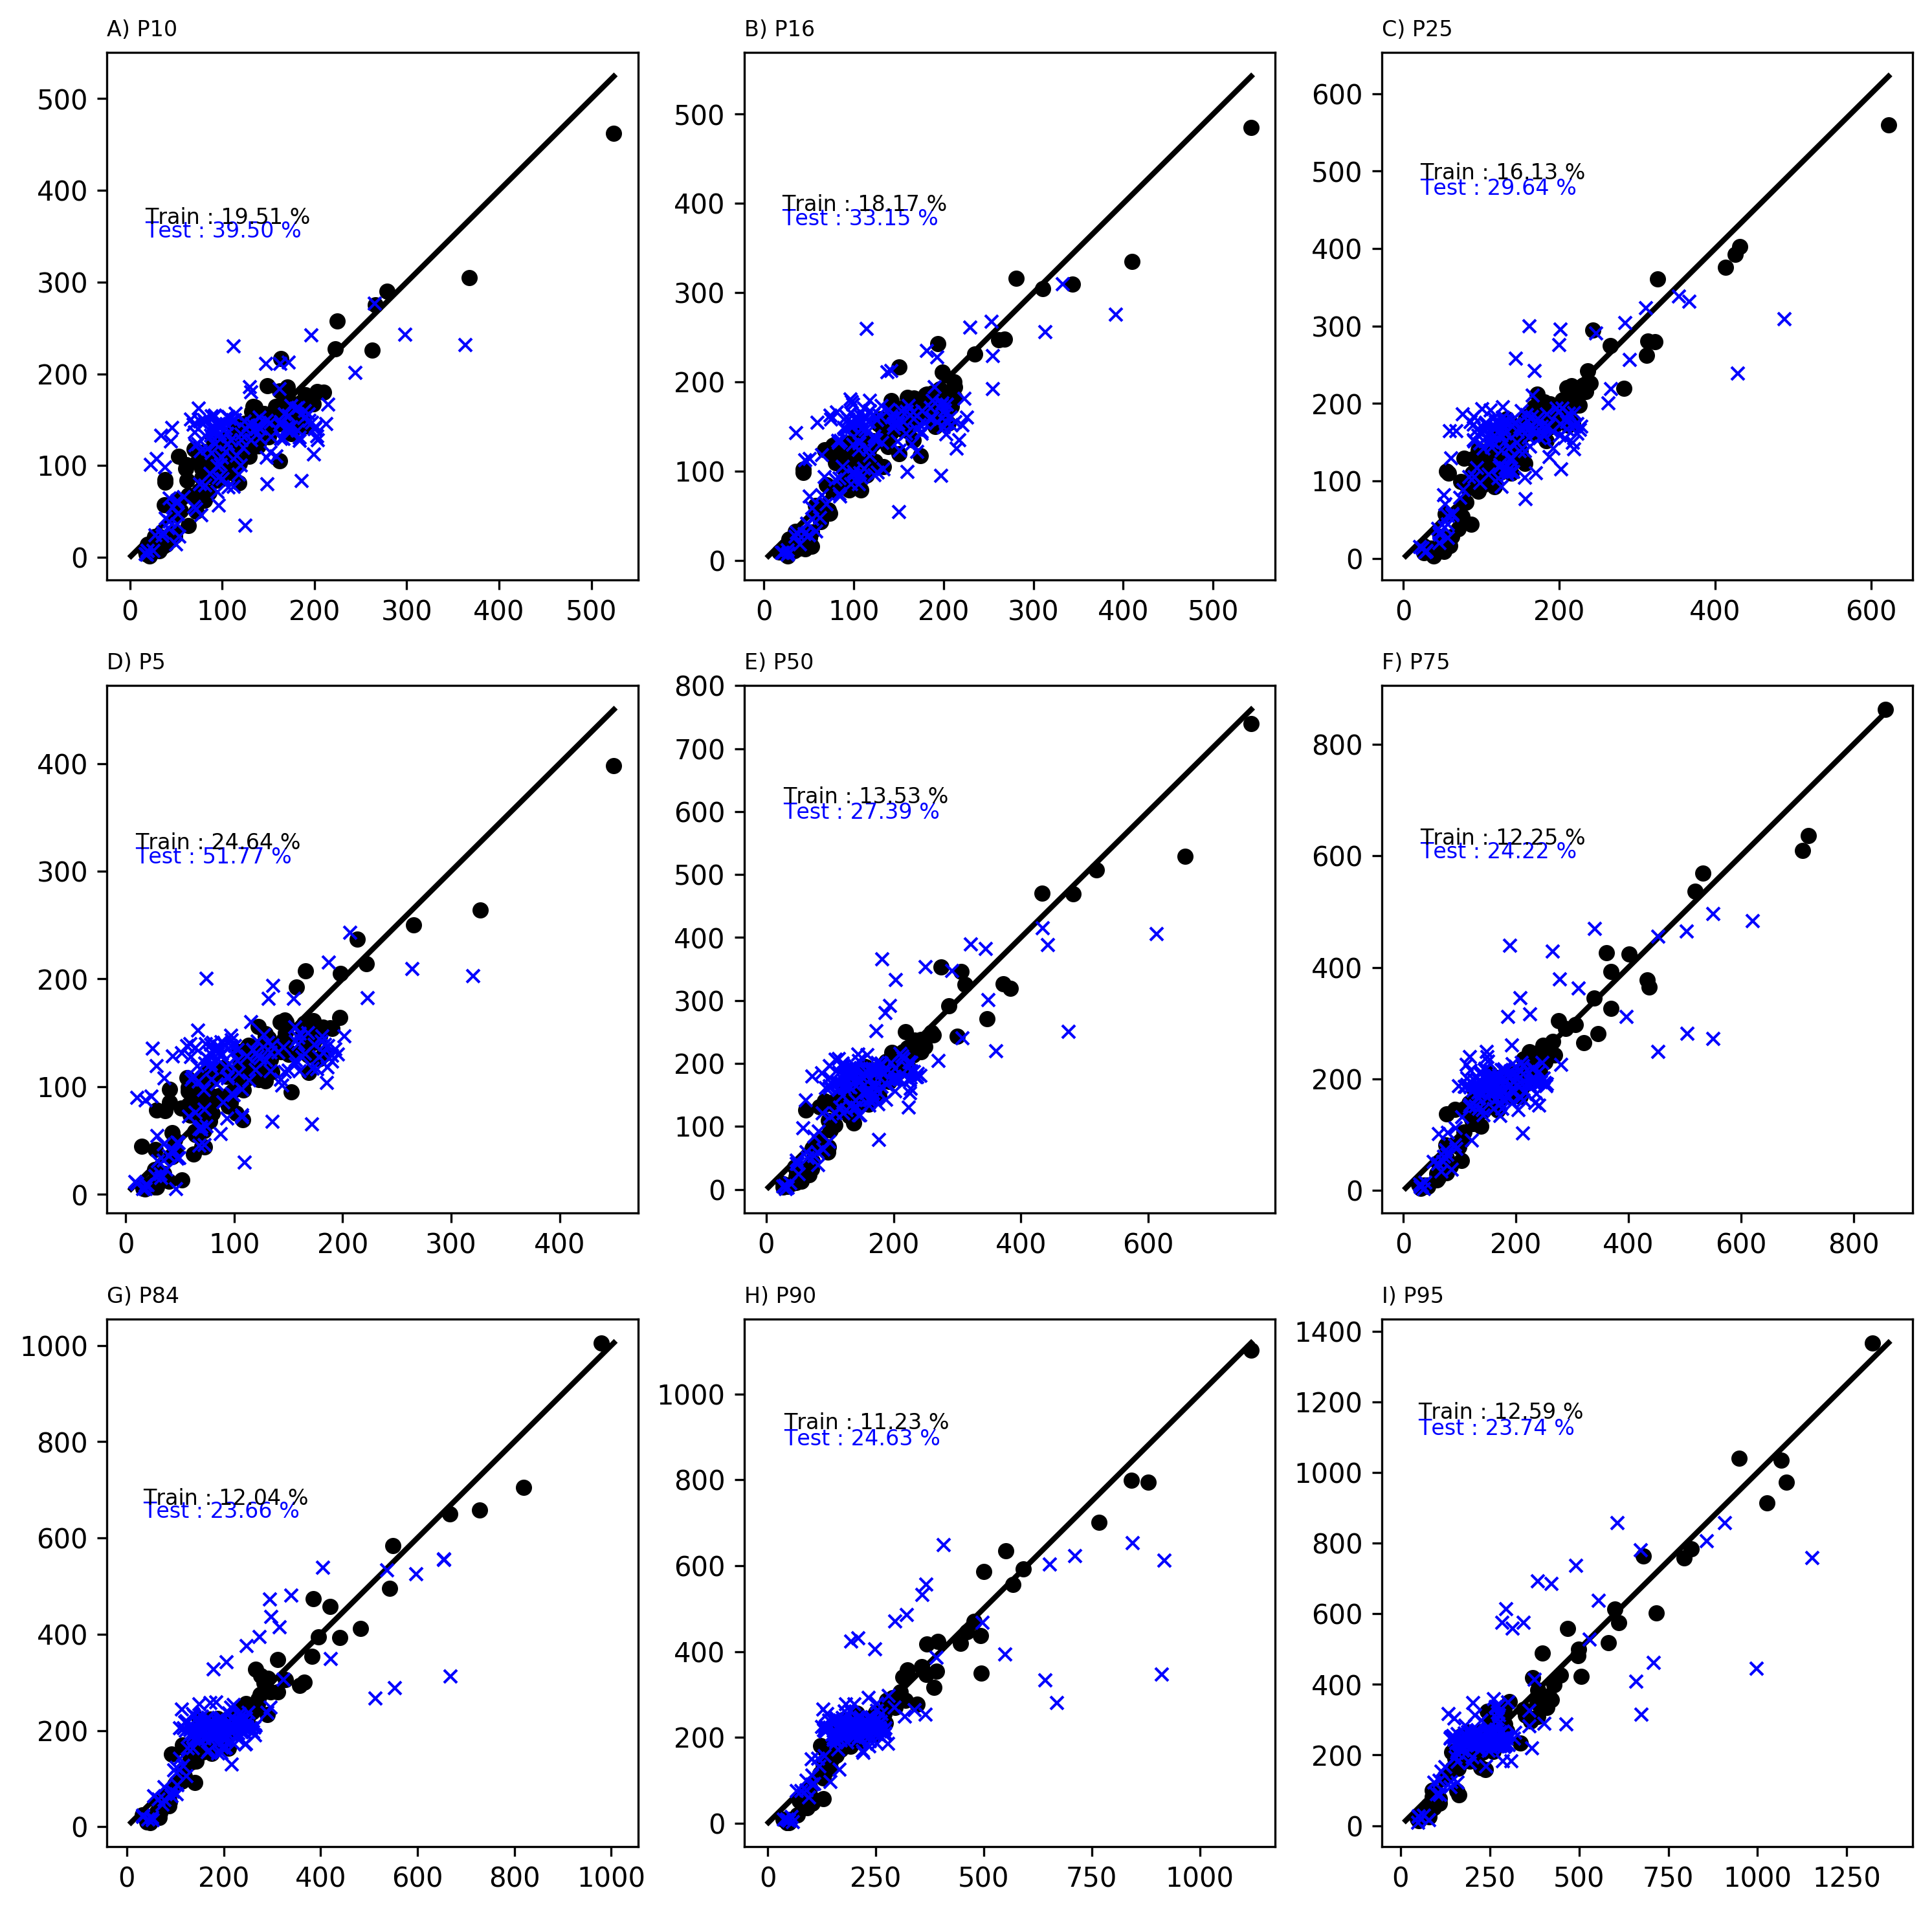 A) P10
500
400
300
200
100
0
Train : 19.51 %
Test : 39.50 %
0 100 200 300 400 500
B) P16
500
400
300
200
100
0
Train : 18.17 %
Test : 33.15 %
0 100 200 300 400 500
C) P25
600
500
400
300
200
100
0
Train : 16.13 %
Test : 29.64 %
0 200 400 600
D) P5
400
300
200
100
0
Train : 24.64 %
Test : 51.77 %
0 100 200 300 400
E) P50
800
700
600
500
400
300
200
100
0
Train : 13.53 %
Test : 27.39 %
0 200 400 600
F) P75
800
600
400
200
0
Train : 12.25 %
Test : 24.22 %
0 200 400 600 800
G) P84
1000
800
600
400
200
0
Train : 12.04 %
Test : 23.66 %
0 200 400 600 800 1000
H) P90
1000
800
600
400
200
0
Train : 11.23 %
Test : 24.63 %
0 250 500 750 1000
I) P95
1400
1200
1000
800
600
400
200
0
Train : 12.59 %
Test : 23.74 %
0 250 500 750 1000 1250